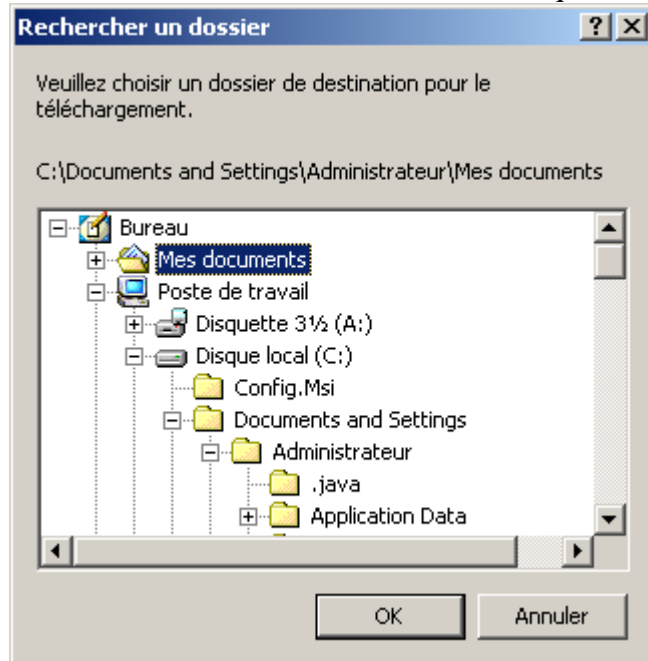 Rechercher un dossier
Veuillez choisir un dossier de destination pour le
téléchargement.
C:\Documents and Settings\Administrateur\Mes documents
Bureau
Mes documents
Poste de travail
Disquette 3½ (A:)
Disque local (C:)
Config.Msi
Documents and Settings
Administrateur
.java
Application Data
OK Annuler